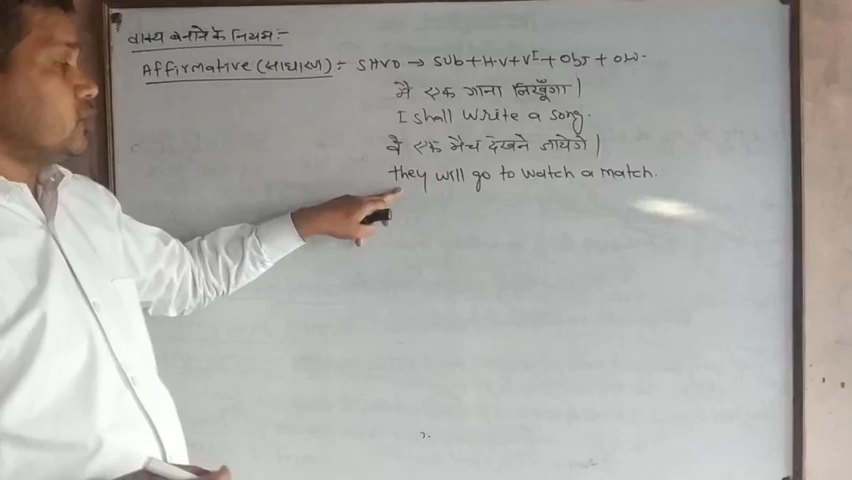 वाक्य बनाने के नियम :-
Affirmative (साधारण) :- SHVO → Sub + H.V + V^I + Obj + O.W.
मै एक गाना लिखूँगा |
I shall write a song.
वे एक मैच देखने जायेगे |
they will go to watch a match.